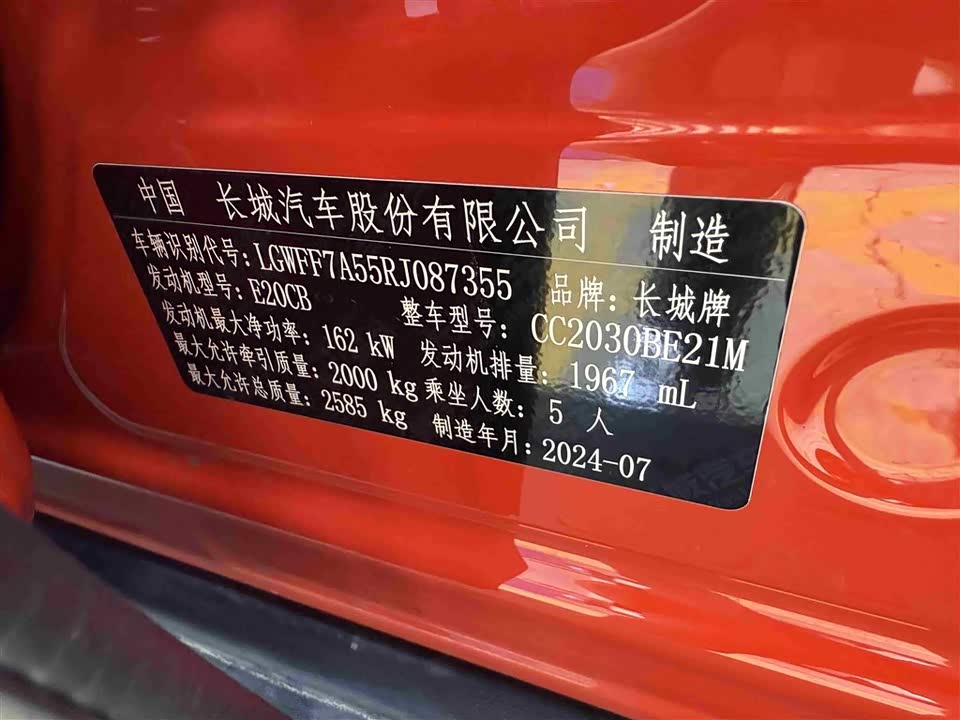 中国 长城汽车股份有限公司 制造
车辆识别代号：LGWFF7A55RJ087355 品牌：长城牌
发动机型号：E20CB 整车型号：CC2030BE21M
发动机最大净功率：162 kW 发动机排量：1967 mL
最大允许牵引质量：2000 kg 乘坐人数：5 人
最大允许总质量：2585 kg 制造年月：2024-07